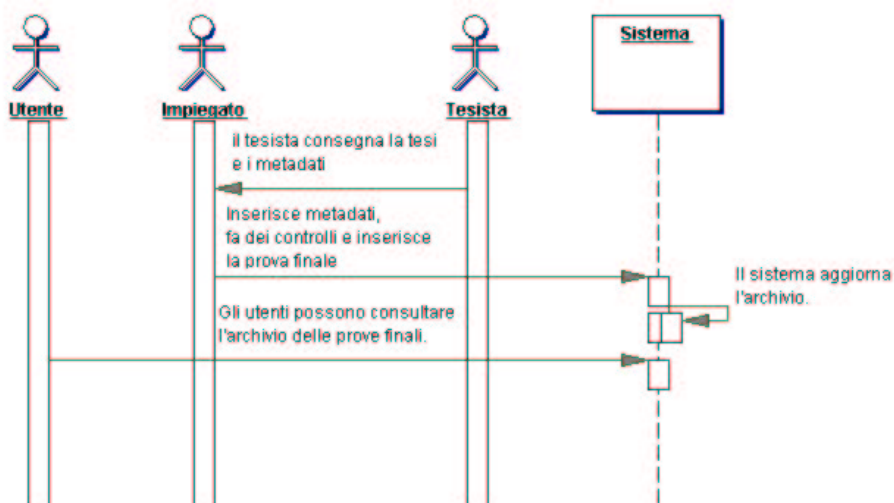 Sistema
Utente
Impiegato
Tesista
il tesista consegna la tesi
e i metadati
Inserisce metadati,
fa dei controlli e inserisce
la prova finale
Il sistema aggiorna
l'archivio.
Gli utenti possono consultare
l'archivio delle prove finali.